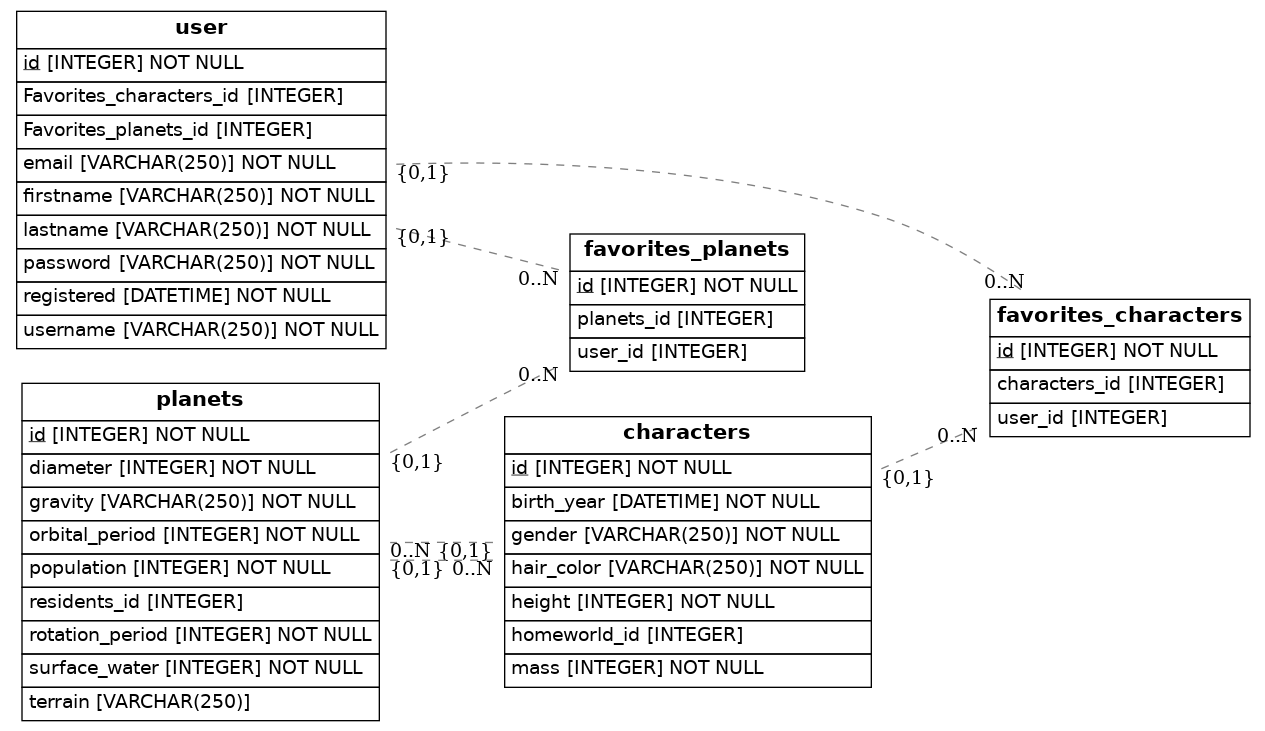 user
id [INTEGER] NOT NULL
Favorites_characters_id [INTEGER]
Favorites_planets_id [INTEGER]
email [VARCHAR(250)] NOT NULL
firstname [VARCHAR(250)] NOT NULL
lastname [VARCHAR(250)] NOT NULL
password [VARCHAR(250)] NOT NULL
registered [DATETIME] NOT NULL
username [VARCHAR(250)] NOT NULL
{0,1}
{0,1}
0..N
0..N
favorites_planets
id [INTEGER] NOT NULL
planets_id [INTEGER]
user_id [INTEGER]
favorites_characters
id [INTEGER] NOT NULL
characters_id [INTEGER]
user_id [INTEGER]
0..N
{0,1}
0..N
{0,1}
planets
id [INTEGER] NOT NULL
diameter [INTEGER] NOT NULL
gravity [VARCHAR(250)] NOT NULL
orbital_period [INTEGER] NOT NULL
population [INTEGER] NOT NULL
residents_id [INTEGER]
rotation_period [INTEGER] NOT NULL
surface_water [INTEGER] NOT NULL
terrain [VARCHAR(250)]
0..N {0,1}
{0,1} 0..N
characters
id [INTEGER] NOT NULL
birth_year [DATETIME] NOT NULL
gender [VARCHAR(250)] NOT NULL
hair_color [VARCHAR(250)] NOT NULL
height [INTEGER] NOT NULL
homeworld_id [INTEGER]
mass [INTEGER] NOT NULL